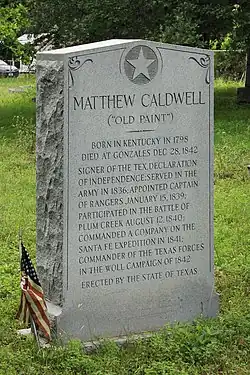 MATTHEW CALDWELL
("OLD PAINT")
BORN IN KENTUCKY IN 1798
DIED AT GONZALES DEC. 28, 1842
SIGNER OF THE TEX. DECLARATION
OF INDEPENDENCE, SERVED IN THE
ARMY IN 1836; APPOINTED CAPTAIN
OF RANGERS, JANUARY 15, 1839;
PARTICIPATED IN THE BATTLE OF
PLUM CREEK AUGUST 12, 1840;
COMMANDED A COMPANY ON THE
SANTA FE EXPEDITION IN 1841;
COMMANDER OF THE TEXAS FORCES
IN THE WOLL CAMPAIGN OF 1842
ERECTED BY THE STATE OF TEXAS